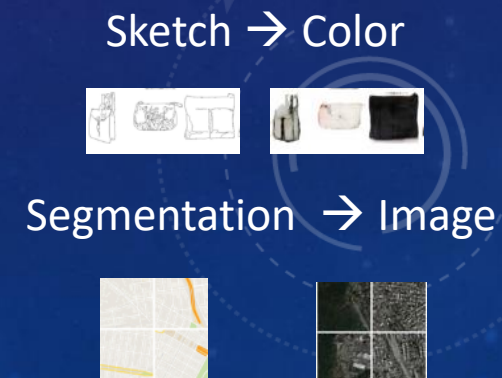 Sketch → Color
Segmentation → Image